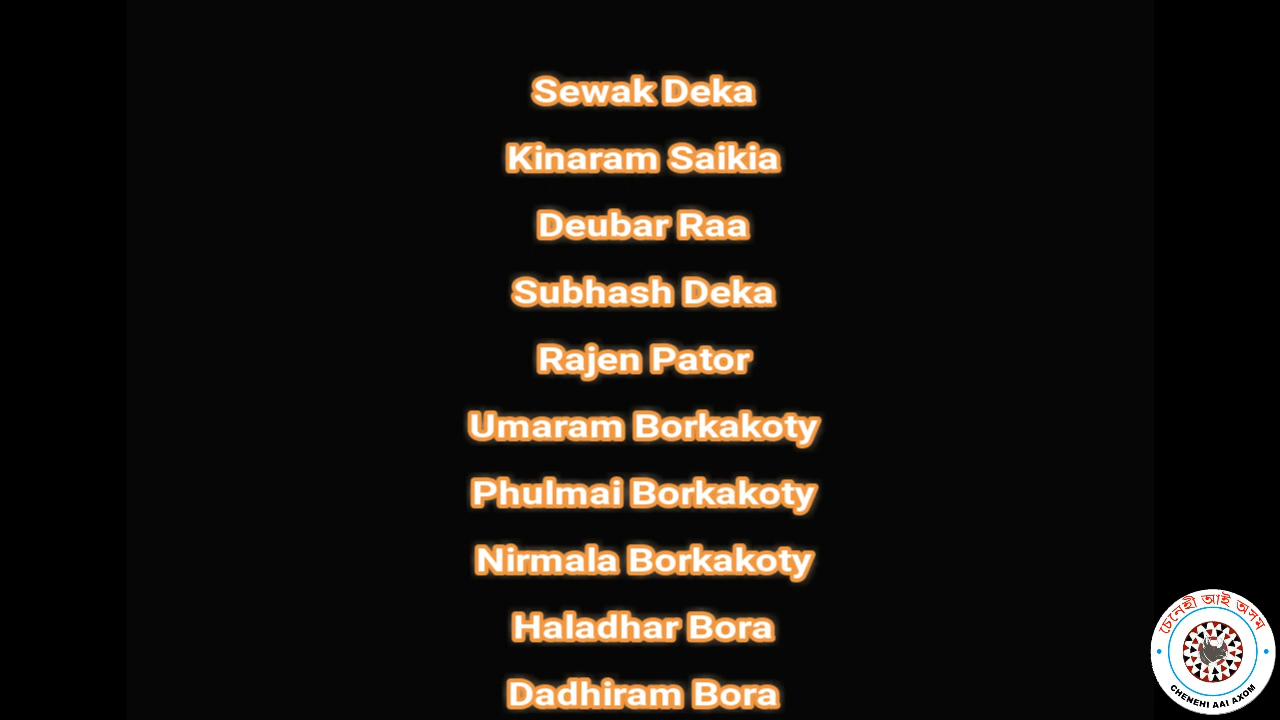 Sewak Deka
Kinaram Saikia
Deubar Raa
Subhash Deka
Rajen Pator
Umaram Borkakoty
Phulmai Borkakoty
Nirmala Borkakoty
Haladhar Bora
Dadhiram Bora
চেনেহী আই অসম
CHENEHI AAI AXOM